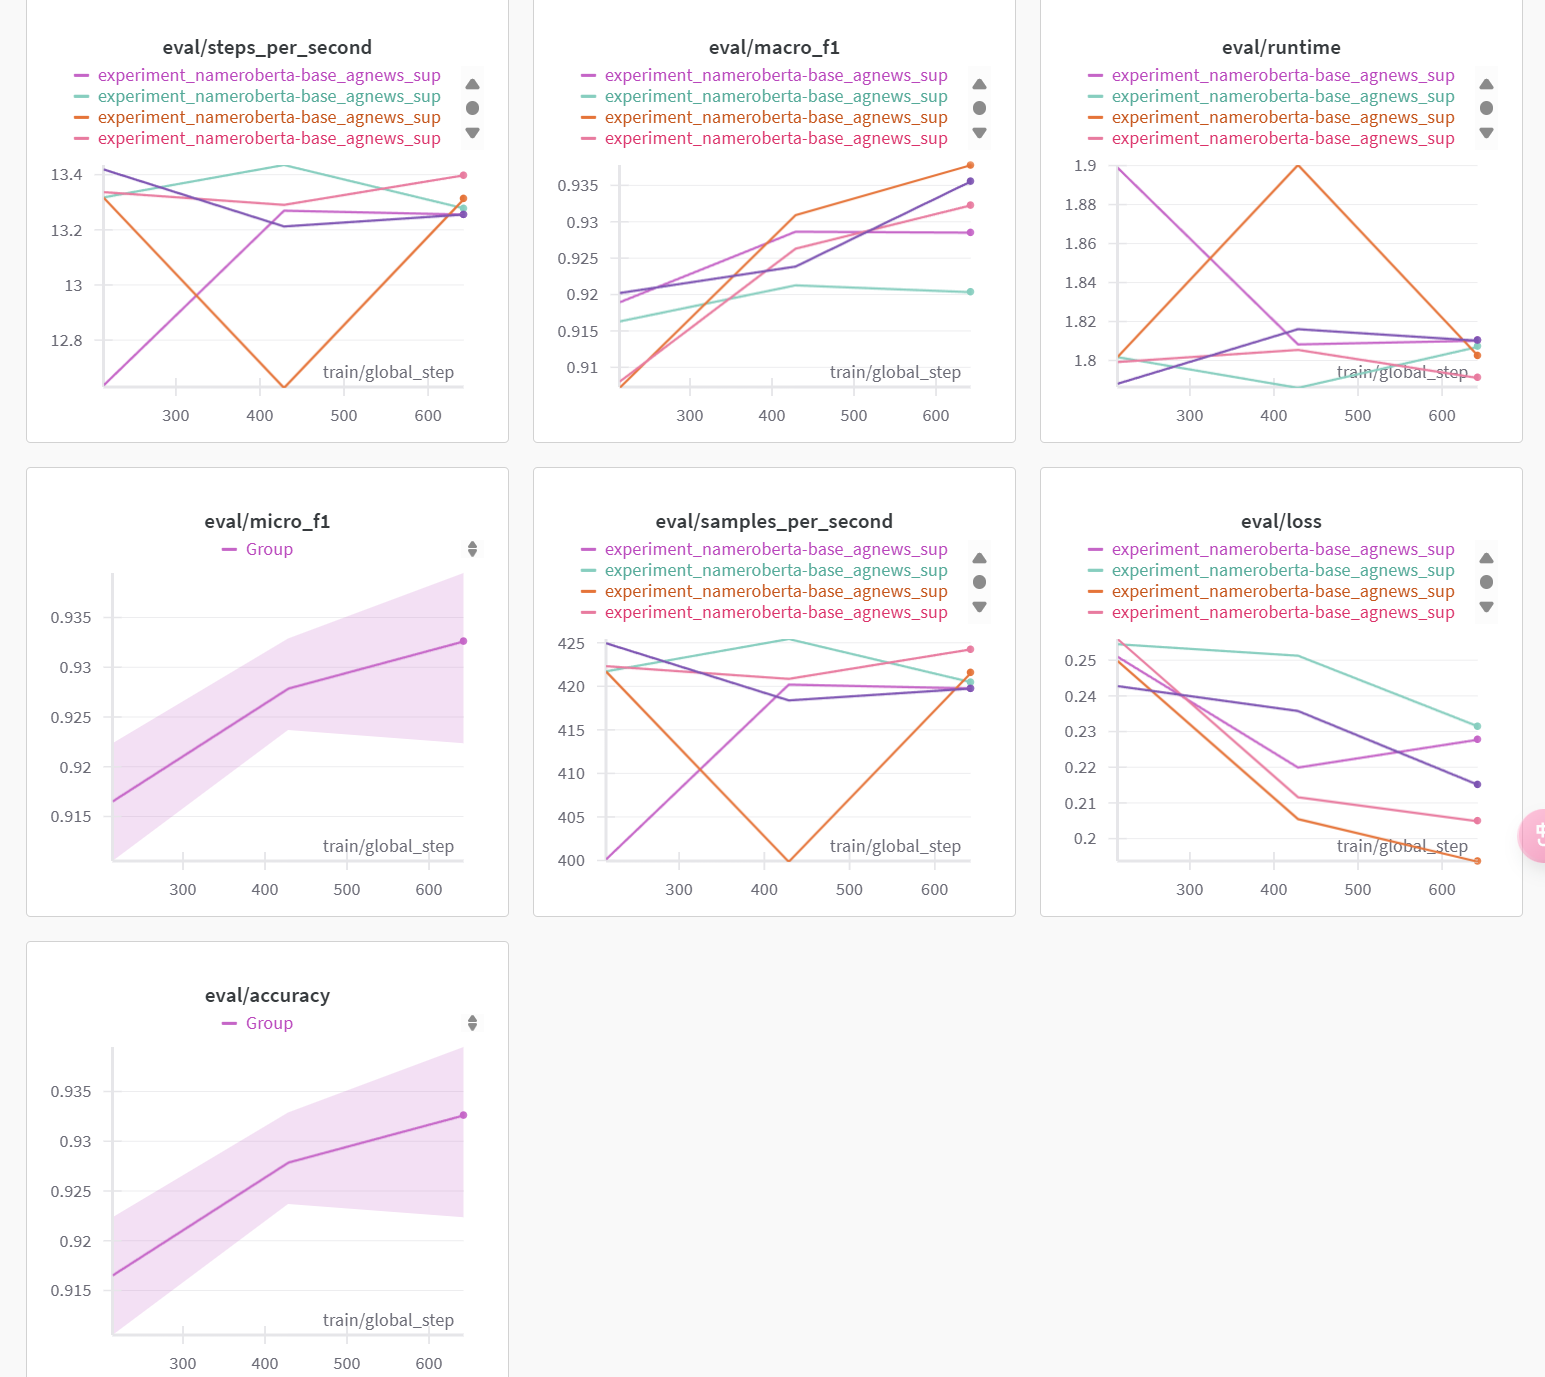 eval/steps_per_second
experiment_nameroberta-base_agnews_sup
experiment_nameroberta-base_agnews_sup
experiment_nameroberta-base_agnews_sup
experiment_nameroberta-base_agnews_sup
13.4
13.2
13
12.8
train/global_step
300 400 500 600
eval/macro_f1
experiment_nameroberta-base_agnews_sup
experiment_nameroberta-base_agnews_sup
experiment_nameroberta-base_agnews_sup
experiment_nameroberta-base_agnews_sup
0.935
0.93
0.925
0.92
0.915
0.91
train/global_step
300 400 500 600
eval/runtime
experiment_nameroberta-base_agnews_sup
experiment_nameroberta-base_agnews_sup
experiment_nameroberta-base_agnews_sup
experiment_nameroberta-base_agnews_sup
1.9
1.88
1.86
1.84
1.82
1.8
train/global_step
300 400 500 600
eval/micro_f1
Group
0.935
0.93
0.925
0.92
0.915
train/global_step
300 400 500 600
eval/samples_per_second
experiment_nameroberta-base_agnews_sup
experiment_nameroberta-base_agnews_sup
experiment_nameroberta-base_agnews_sup
experiment_nameroberta-base_agnews_sup
425
420
415
410
405
400
train/global_step
300 400 500 600
eval/loss
experiment_nameroberta-base_agnews_sup
experiment_nameroberta-base_agnews_sup
experiment_nameroberta-base_agnews_sup
experiment_nameroberta-base_agnews_sup
0.25
0.24
0.23
0.22
0.21
0.2
train/global_step
300 400 500 600
eval/accuracy
Group
0.935
0.93
0.925
0.92
0.915
train/global_step
300 400 500 600